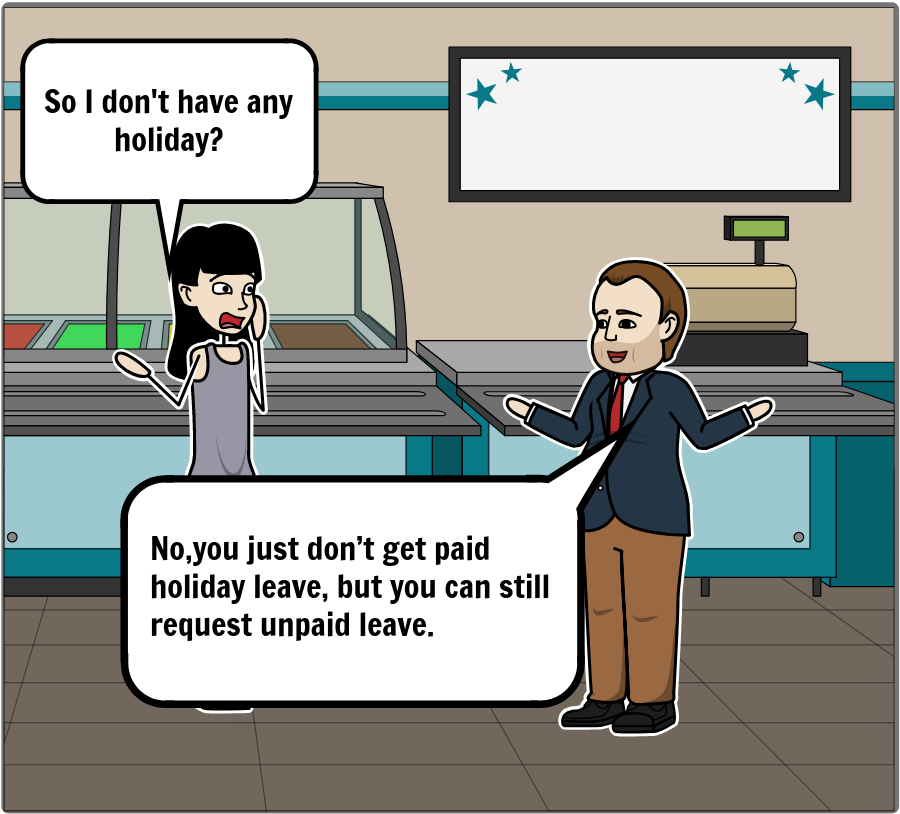 So I don't have any
holiday?
No,you just don’t get paid
holiday leave, but you can still
request unpaid leave.